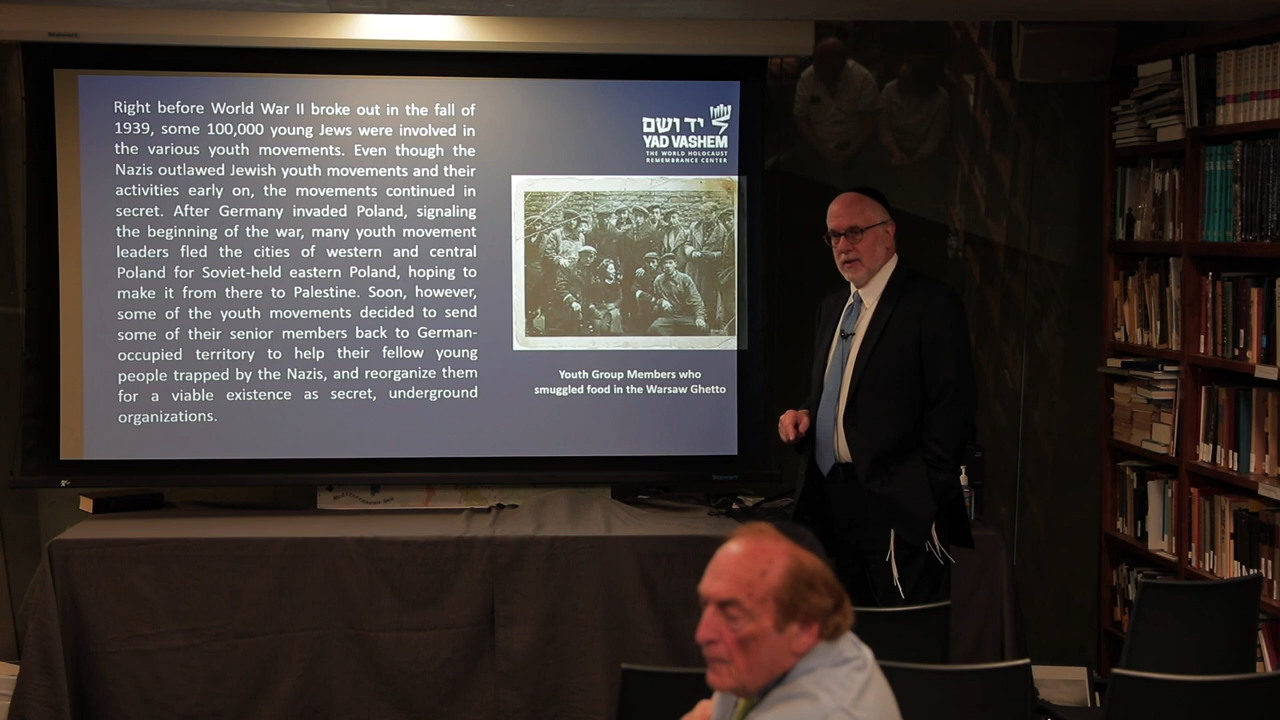 Right before World War II broke out in the fall of
1939, some 100,000 young Jews were involved in
the various youth movements. Even though the
Nazis outlawed Jewish youth movements and their
activities early on, the movements continued in
secret. After Germany invaded Poland, signaling
the beginning of the war, many youth movement
leaders fled the cities of western and central
Poland for Soviet-held eastern Poland, hoping to
make it from there to Palestine. Soon, however,
some of the youth movements decided to send
some of their senior members back to German-
occupied territory to help their fellow young
people trapped by the Nazis, and reorganize them
for a viable existence as secret, underground
organizations.
יד ושם
YAD VASHEM
THE WORLD HOLOCAUST
REMEMBRANCE CENTER
Youth Group Members who
smuggled food in the Warsaw Ghetto